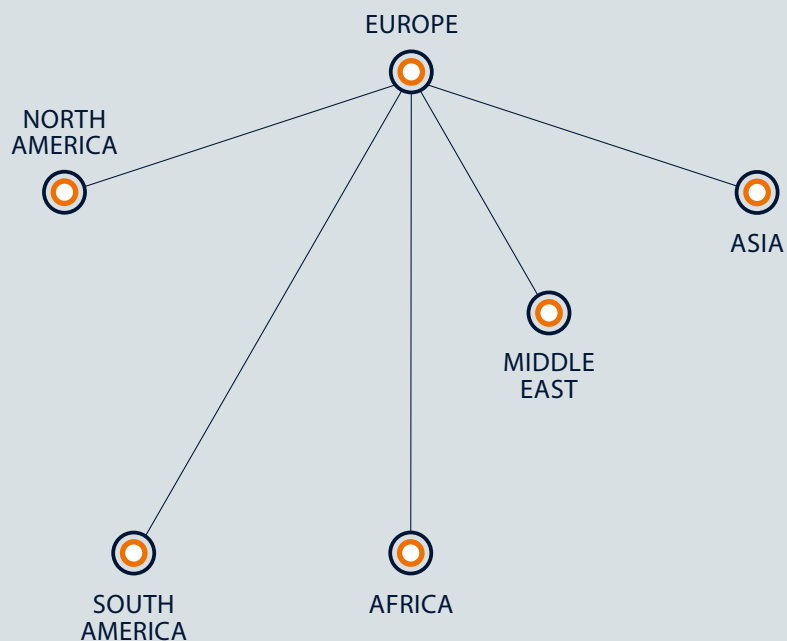 EUROPE
NORTH
AMERICA
ASIA
MIDDLE
EAST
SOUTH
AMERICA
AFRICA